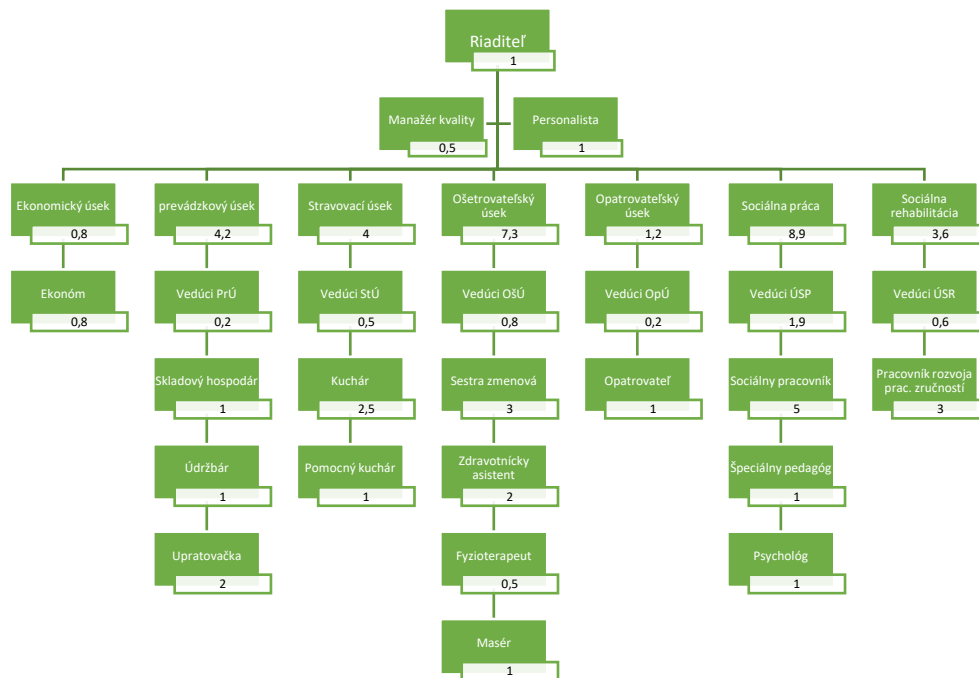 Riaditeľ
1
Manažér kvality
0,5
Personalista
1
Ekonomický úsek
0,8
prevádzkový úsek
4,2
Stravovací úsek
4
Ošetrovateľský
úsek
7,3
Opatrovateľský
úsek
1,2
Sociálna práca
8,9
Sociálna
rehabilitácia
3,6
Ekonóm
0,8
Vedúci PrÚ
0,2
Vedúci StÚ
0,5
Vedúci OšÚ
0,8
Vedúci OpÚ
0,2
Vedúci ÚSP
1,9
Vedúci ÚSR
0,6
Skladový hospodár
1
Kuchár
2,5
Sestra zmenová
3
Opatrovateľ
1
Sociálny pracovník
5
Pracovník rozvoja
prac. zručností
3
Údržbár
1
Pomocný kuchár
1
Zdravotnícky
asistent
2
Špeciálny pedagóg
1
Upratovačka
2
Fyzioterapeut
0,5
Psychológ
1
Masér
1